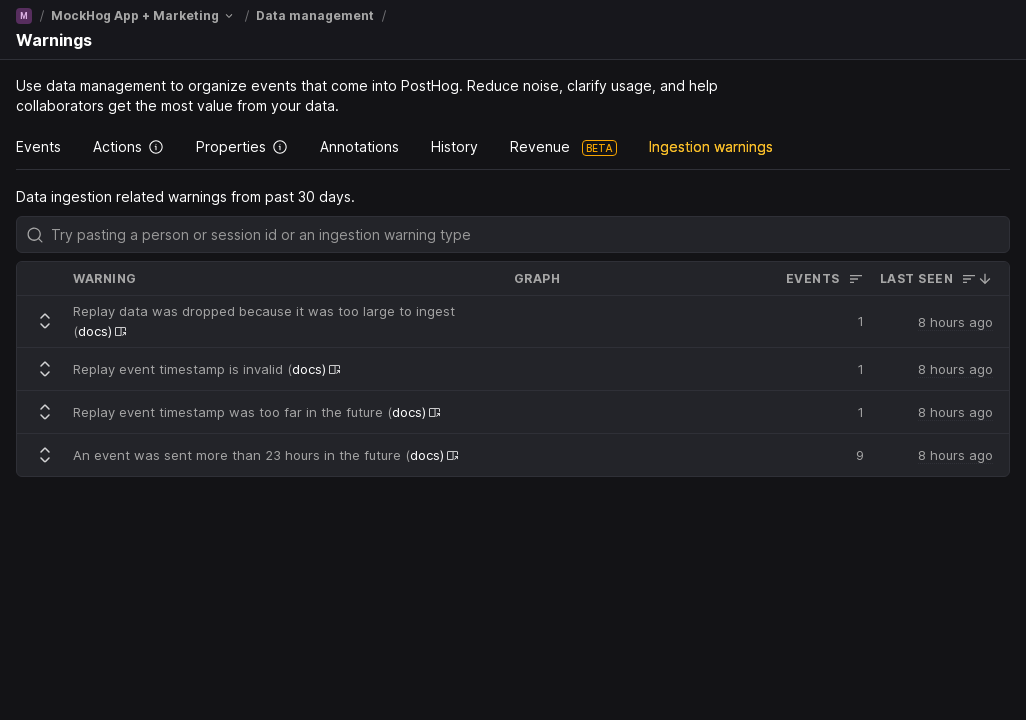 M / MockHog App + Marketing / Data management /
Warnings
Use data management to organize events that come into PostHog. Reduce noise, clarify usage, and help
collaborators get the most value from your data.
Events Actions Properties Annotations History Revenue BETA Ingestion warnings
Data ingestion related warnings from past 30 days.
Try pasting a person or session id or an ingestion warning type
WARNING GRAPH EVENTS LAST SEEN
Replay data was dropped because it was too large to ingest
(docs) 1 8 hours ago
Replay event timestamp is invalid (docs) 1 8 hours ago
Replay event timestamp was too far in the future (docs) 1 8 hours ago
An event was sent more than 23 hours in the future (docs) 9 8 hours ago